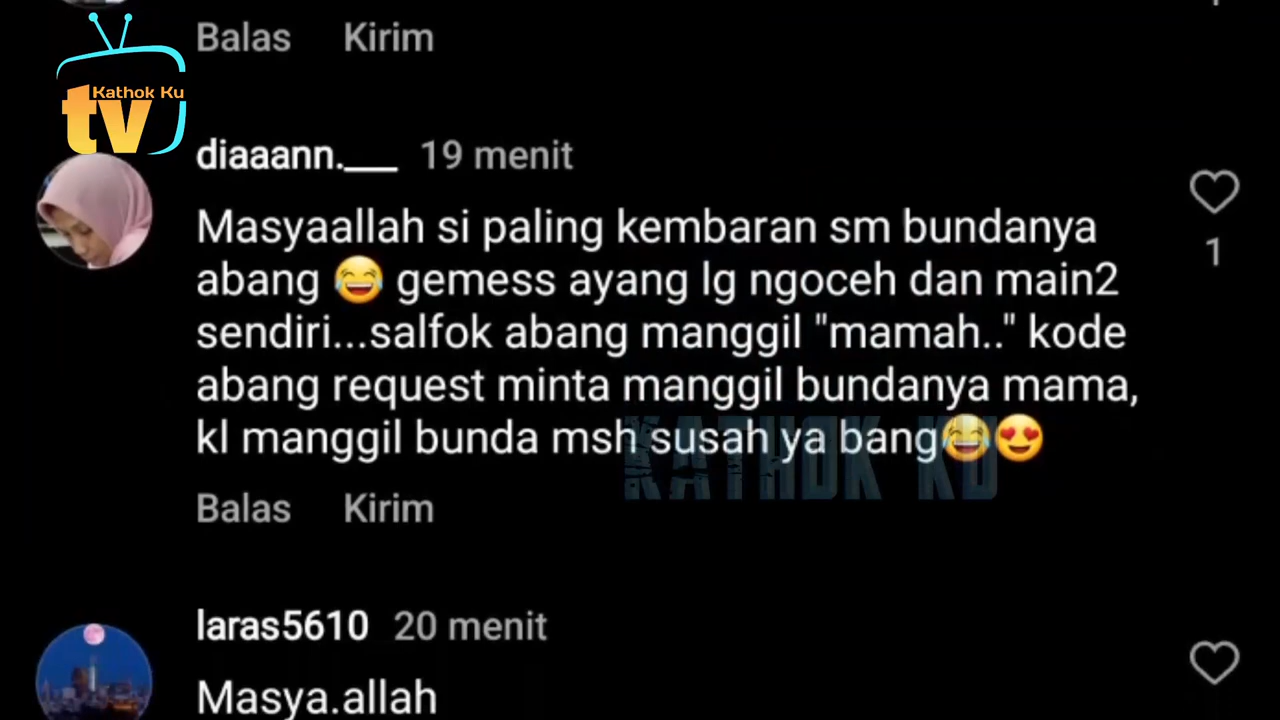 Balas Kirim
Kathok Ku
tv
diaaann.___ 19 menit
Masyaallah si paling kembaran sm bundanya
abang 😂 gemess ayang lg ngoceh dan main2
sendiri...salfok abang manggil "mamah.." kode
abang request minta manggil bundanya mama,
kl manggil bunda msh susah ya bang😂😍
1
KATHOK KU
Balas Kirim
laras5610 20 menit
Masya.allah